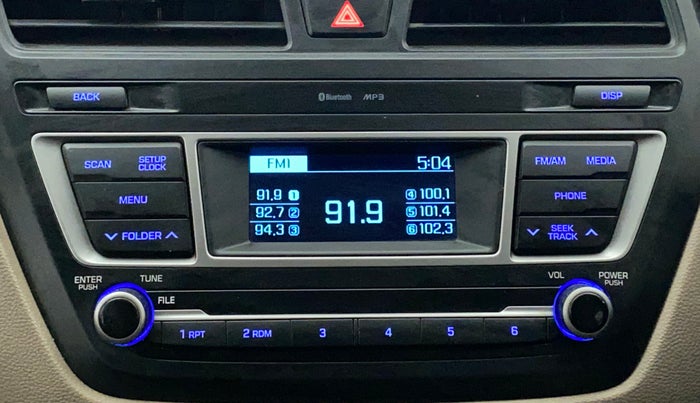 BACK
Bluetooth MP3
DISP
SCAN
SETUP
CLOCK
MENU
FOLDER
FM1 5:04
91.9 1
92.7 2
94.3 3
91.9
4 100.1
5 101.4
6 102.3
FM/AM MEDIA
PHONE
SEEK
TRACK
ENTER
PUSH
TUNE
FILE
VOL
POWER
PUSH
1 RPT 2 RDM 3 4 5 6